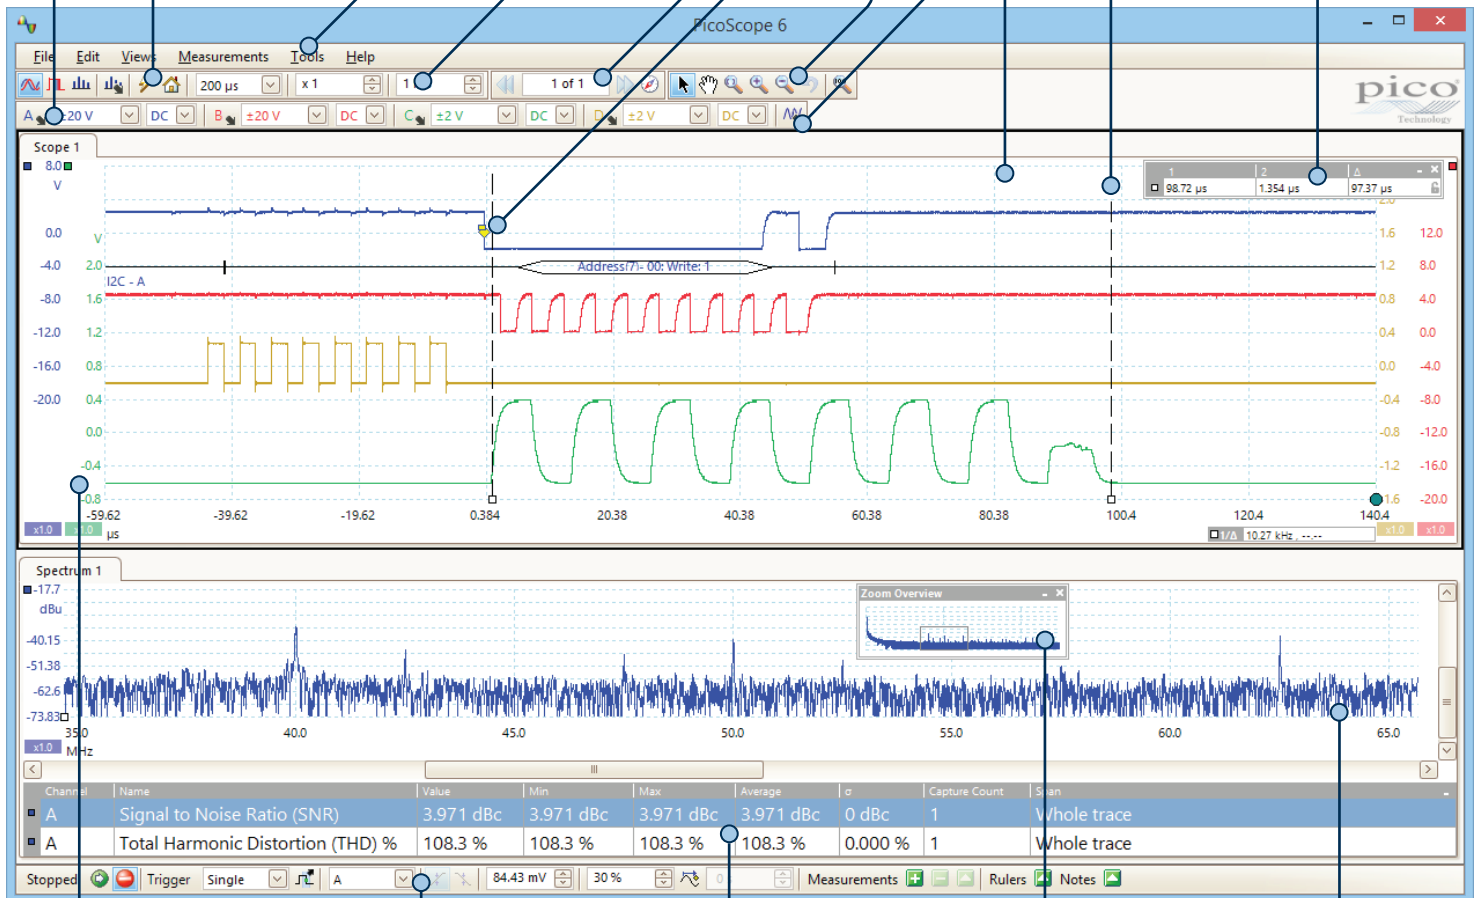 PicoScope 6
File Edit Views Measurements Tools Help
200 µs x 1 1 1 of 1
pico
Technology
A ±20 V DC B ±20 V DC C ±2 V DC D ±2 V DC
Scope 1
8.0
V
1 2 Δ
98.72 µs 1.354 µs 97.37 µs
2.0
0.0 V 1.6 12.0
-4.0 2.0 Address(7)- 00: Write: 1 1.2 8.0
I2C - A
-8.0 1.6 0.8 4.0
-12.0 1.2 0.4 0.0
-16.0 0.8 0.0 -4.0
-20.0 0.4 -0.4 -8.0
0.0 -0.8 -12.0
-0.4 -1.2 -16.0
-0.8 1.6 -20.0
-59.62 -39.62 -19.62 0.384 20.38 40.38 60.38 80.38 100.4 120.4 140.4
x1.0 x1.0 µs 1/Δ 10.27 kHz , --.-- x1.0 x1.0
Spectrum 1
-17.7
dBu
Zoom Overview
-40.15
-51.38
-62.6
-73.83
35.0 40.0 45.0 50.0 55.0 60.0 65.0
x1.0 MHz
Channel Name Value Min Max Average σ Capture Count Span
A Signal to Noise Ratio (SNR) 3.971 dBc 3.971 dBc 3.971 dBc 3.971 dBc 0 dBc 1 Whole trace
A Total Harmonic Distortion (THD) % 108.3 % 108.3 % 108.3 % 108.3 % 0.000 % 1 Whole trace
Stopped Trigger Single A 84.43 mV 30 % 0 Measurements Rulers Notes